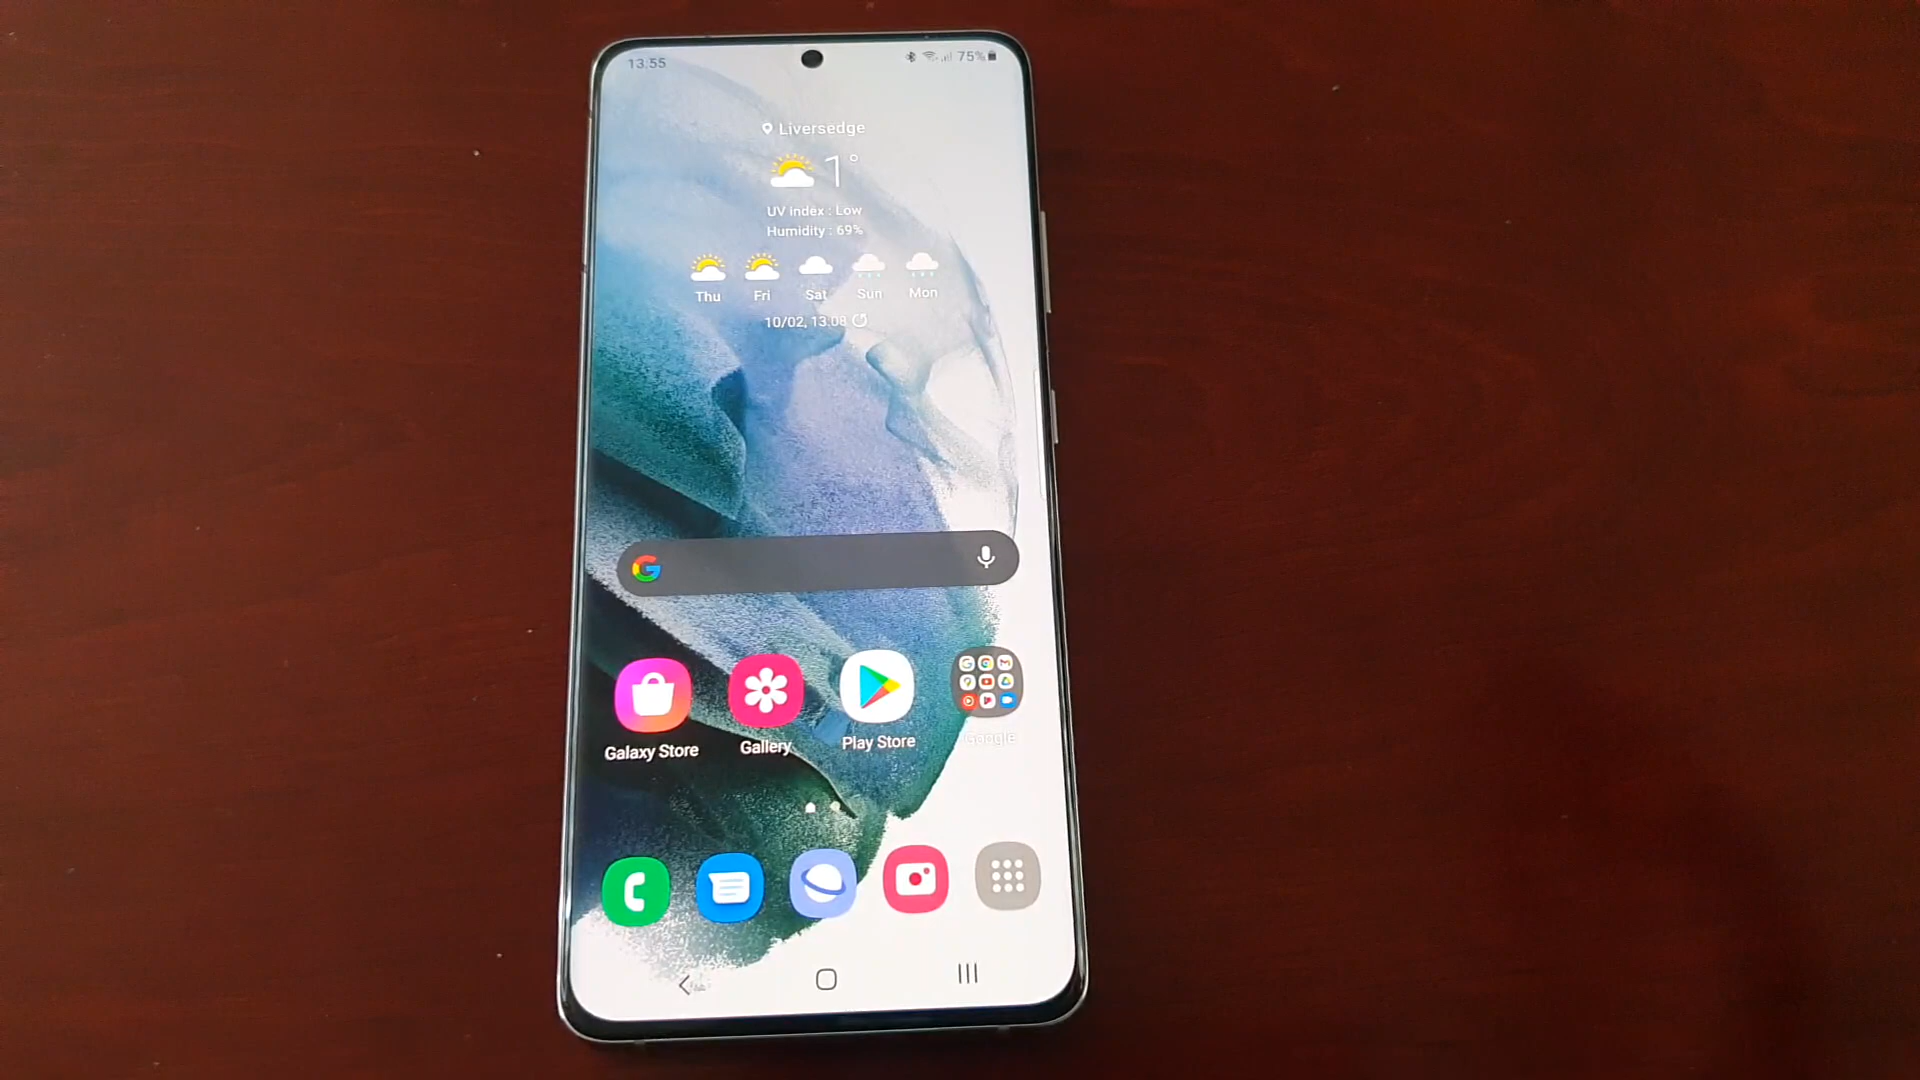 13:55
75%
Liversedge
1°
UV index : Low
Humidity : 69%
Thu Fri Sat Sun Mon
10/02, 13:08
Galaxy Store Gallery Play Store Google